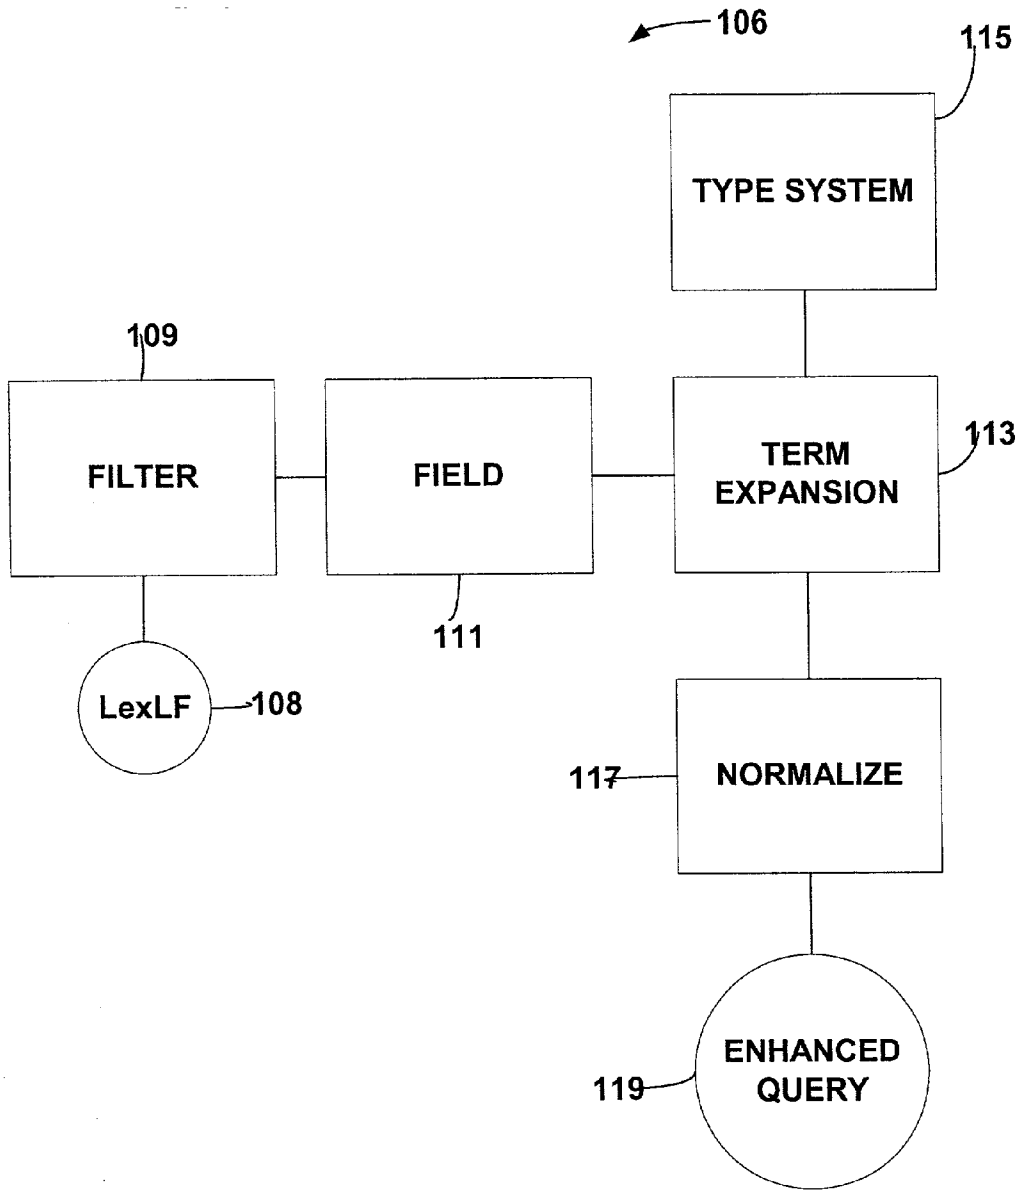 106
115
TYPE SYSTEM
109
FILTER
FIELD
TERM
EXPANSION
113
111
LexLF
108
117
NORMALIZE
ENHANCED
QUERY
119